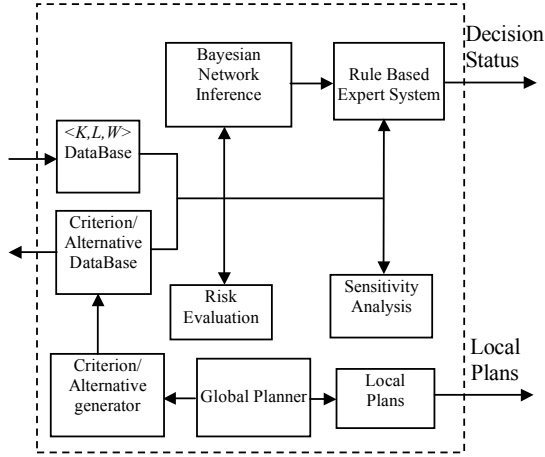 Decision
Status
Bayesian
Network
Inference
Rule Based
Expert System
<K,L,W>
DataBase
Criterion/
Alternative
DataBase
Risk
Evaluation
Sensitivity
Analysis
Local
Plans
Criterion/
Alternative
generator
Global Planner
Local
Plans